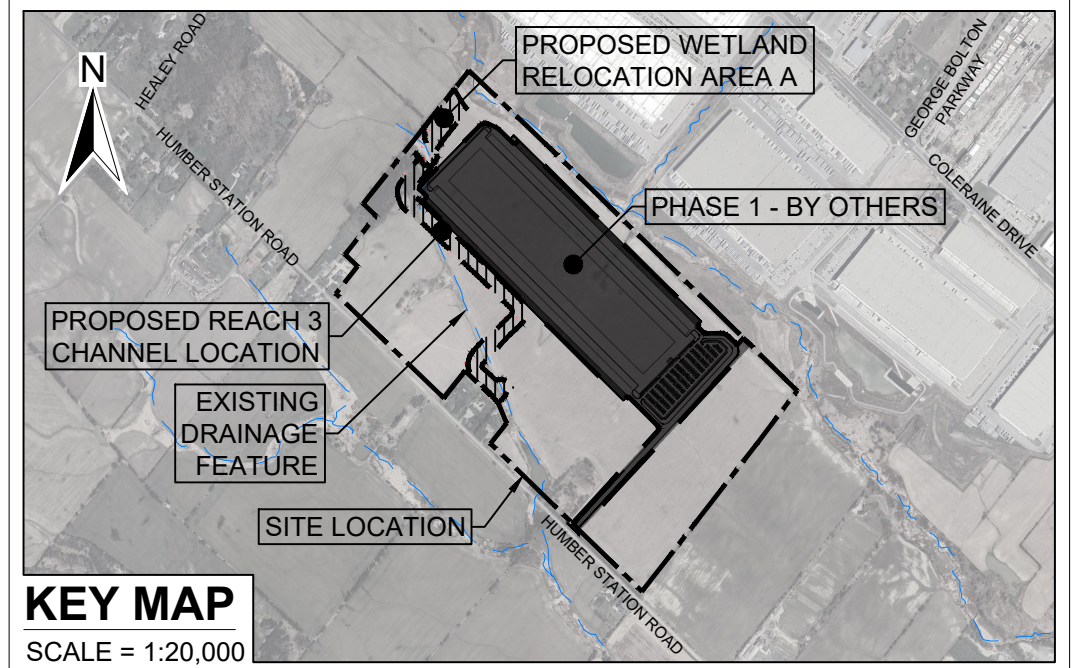 PROPOSED WETLAND
RELOCATION AREA A
HEALEY ROAD
N
GEORGE BOLTON
PARKWAY
HUMBER STATION ROAD
COLERAINE DRIVE
PHASE 1 - BY OTHERS
PROPOSED REACH 3
CHANNEL LOCATION
EXISTING
DRAINAGE
FEATURE
SITE LOCATION
HUMBER STATION ROAD
KEY MAP
SCALE = 1:20,000